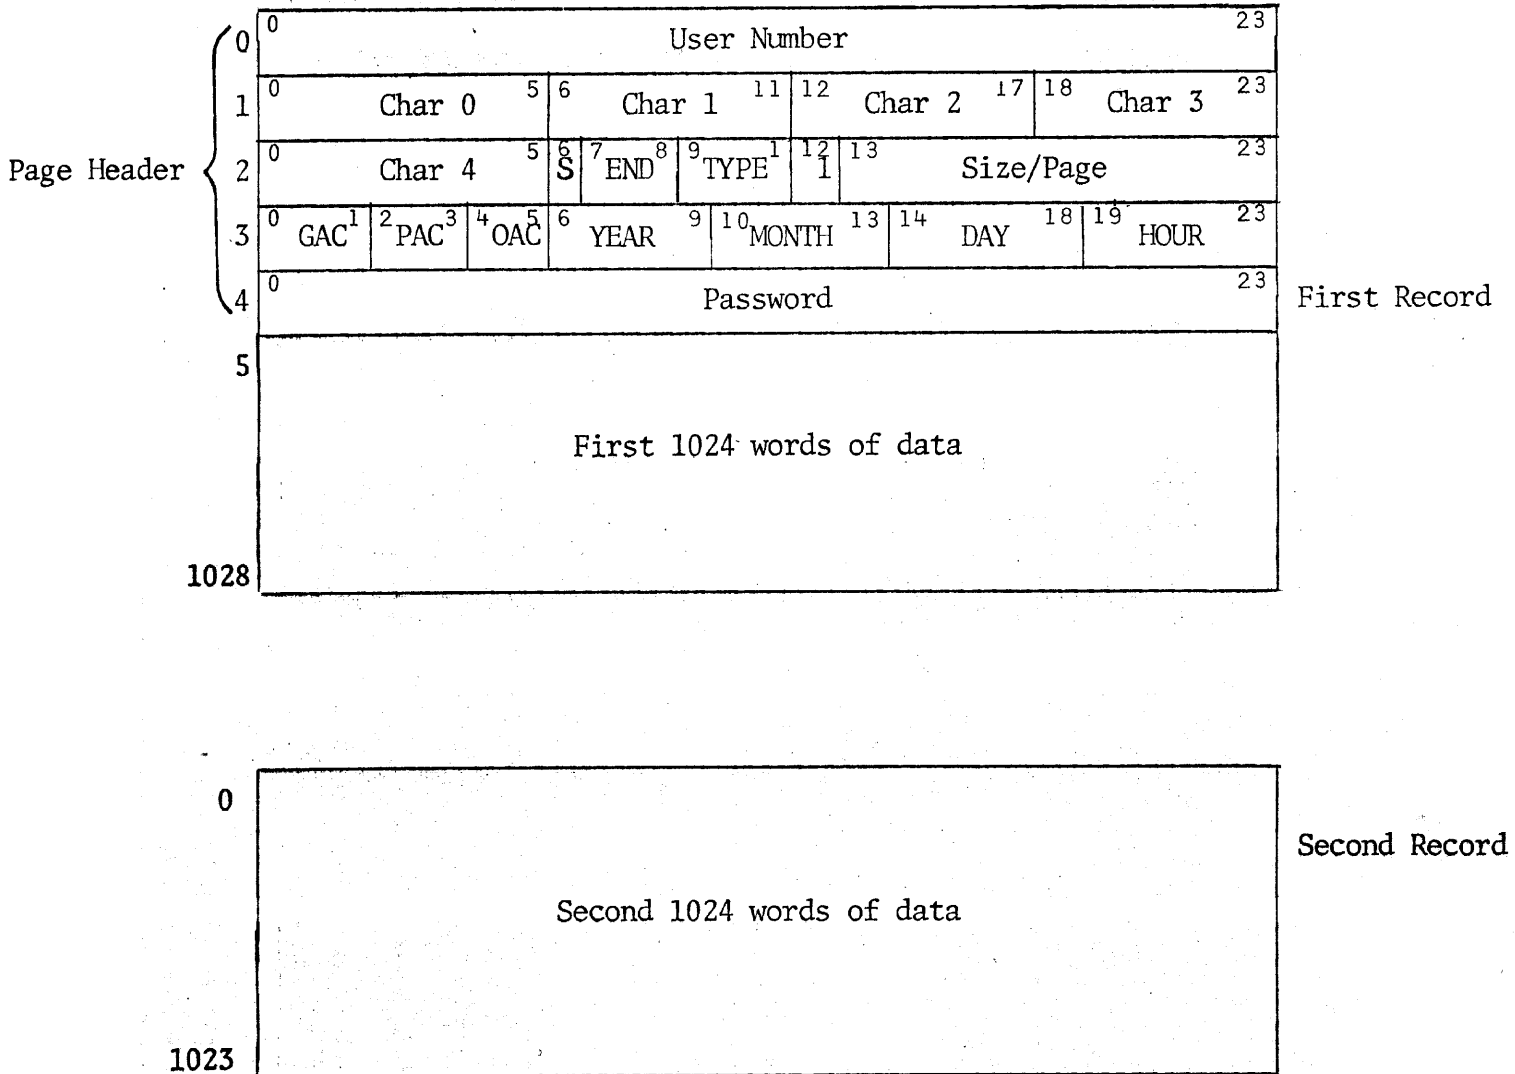 0 User Number 23
0
0 Char 0 5 6 Char 1 11 12 Char 2 17 18 Char 3 23
1
Page Header
0 Char 4 5 6 S 7 END 8 9 TYPE 1 12 1 13 Size/Page 23
2
0 GAC 1 2 PAC 3 4 OAC 5 6 YEAR 9 10 MONTH 13 14 DAY 18 19 HOUR 23
3
0 Password 23
4
First Record
5
First 1024 words of data
1028
0
Second Record
Second 1024 words of data
1023